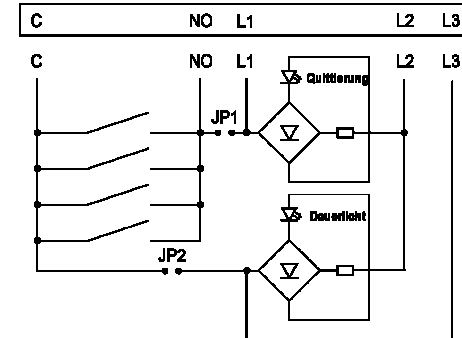 C NO L1 L2 L3
C NO L1 L2 L3
Quittierung
JP1
Dauerlicht
JP2